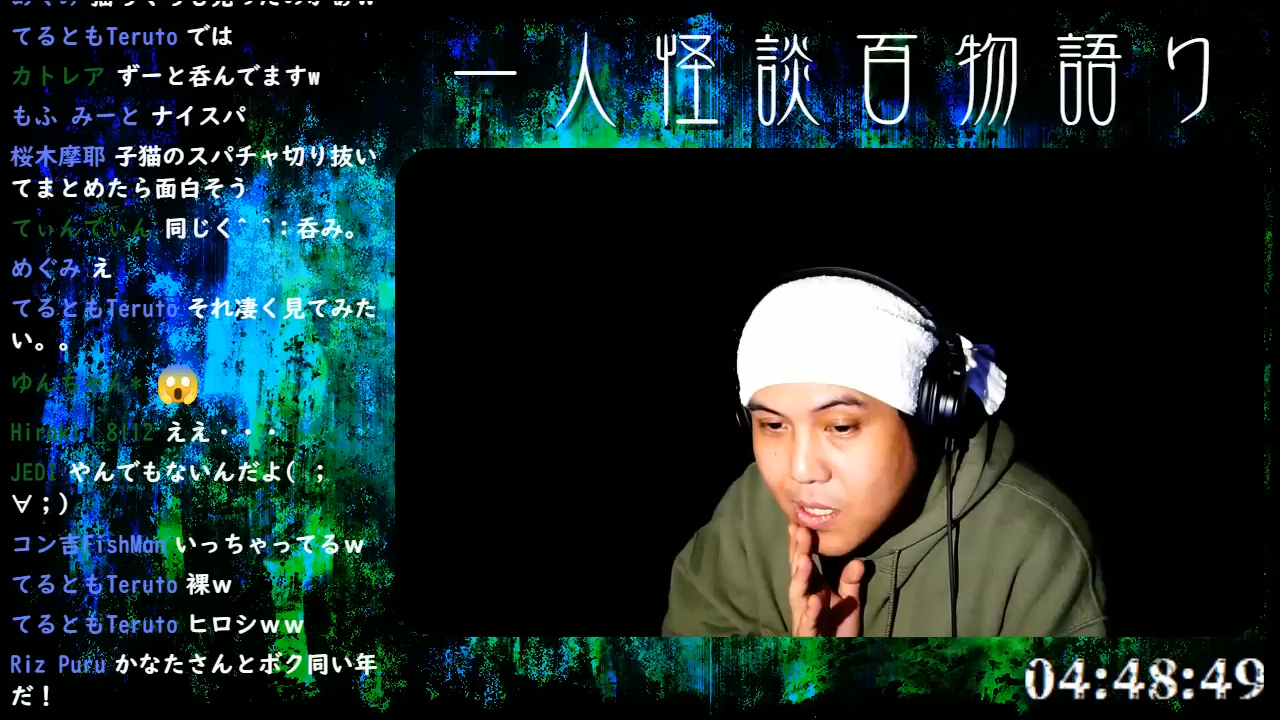 一人怪談百物語り
てるともTeruto では
カトレア ずーと呑んでますw
もふ みーと ナイスパ
桜木摩耶 子猫のスパチャ切り抜い
てまとめたら面白そう
てぃんてぃん 同じく^ ^：呑み。
めぐみ え
てるともTeruto それ凄く見てみた
い。。
ゆんちゃん* 😱
ええ・・・
JEDI やんでもないんだよ( ；
∀；)
コン吉FishMan いっちゃってるｗ
てるともTeruto 裸ｗ
てるともTeruto ヒロシｗｗ
Riz Puru かなたさんとボク同い年
だ！
04:48:49